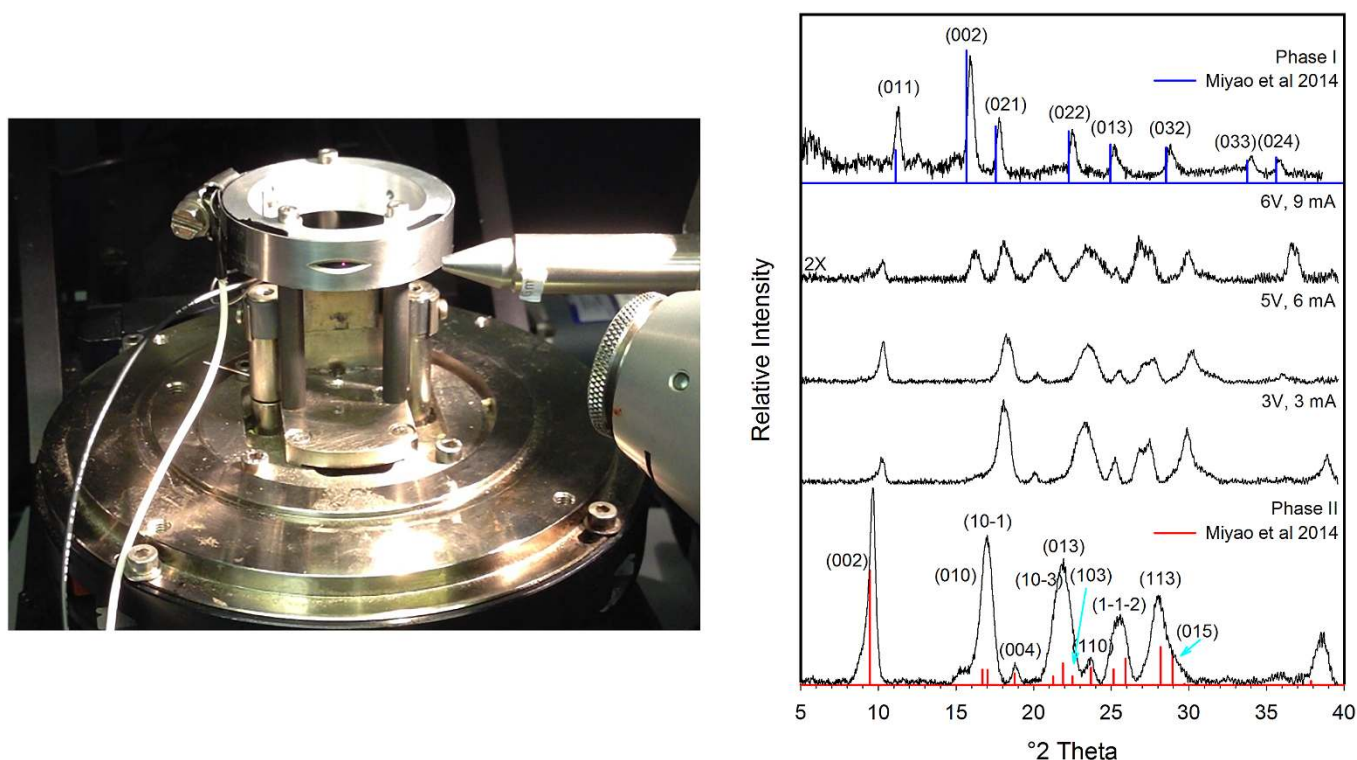 (002)
Phase I
Miyao et al 2014
(011)
(021)
(022)
(013)
(032)
(033)
(024)
6V, 9 mA
2X
5V, 6 mA
3V, 3 mA
Phase II
Miyao et al 2014
(002)
(10-1)
(010)
(004)
(013)
(10-3)
(103)
(110)
(1-1-2)
(113)
(015)
5 10 15 20 25 30 35 40
°2 Theta
Relative Intensity